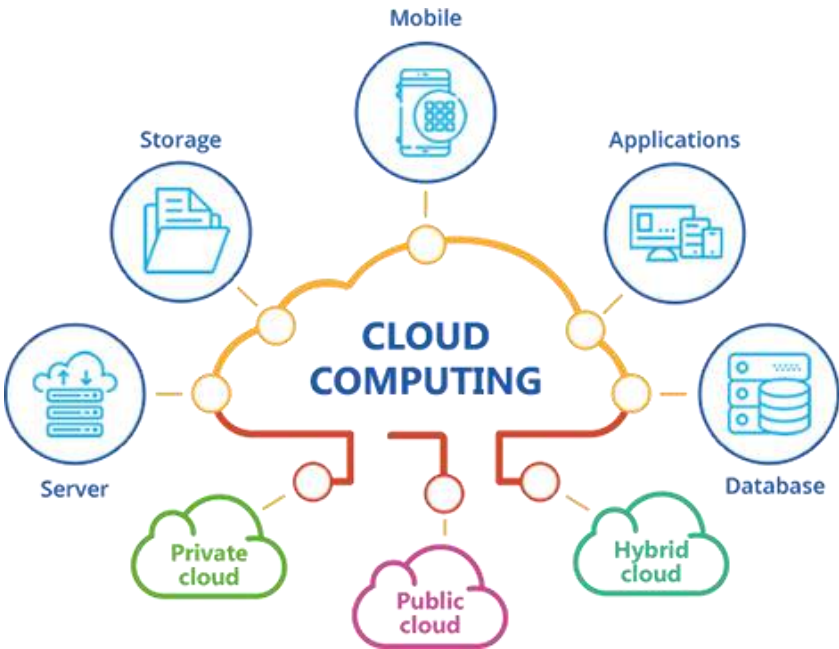 Mobile
Storage
Applications
CLOUD
COMPUTING
Server
Database
Private
cloud
Public
cloud
Hybrid
cloud